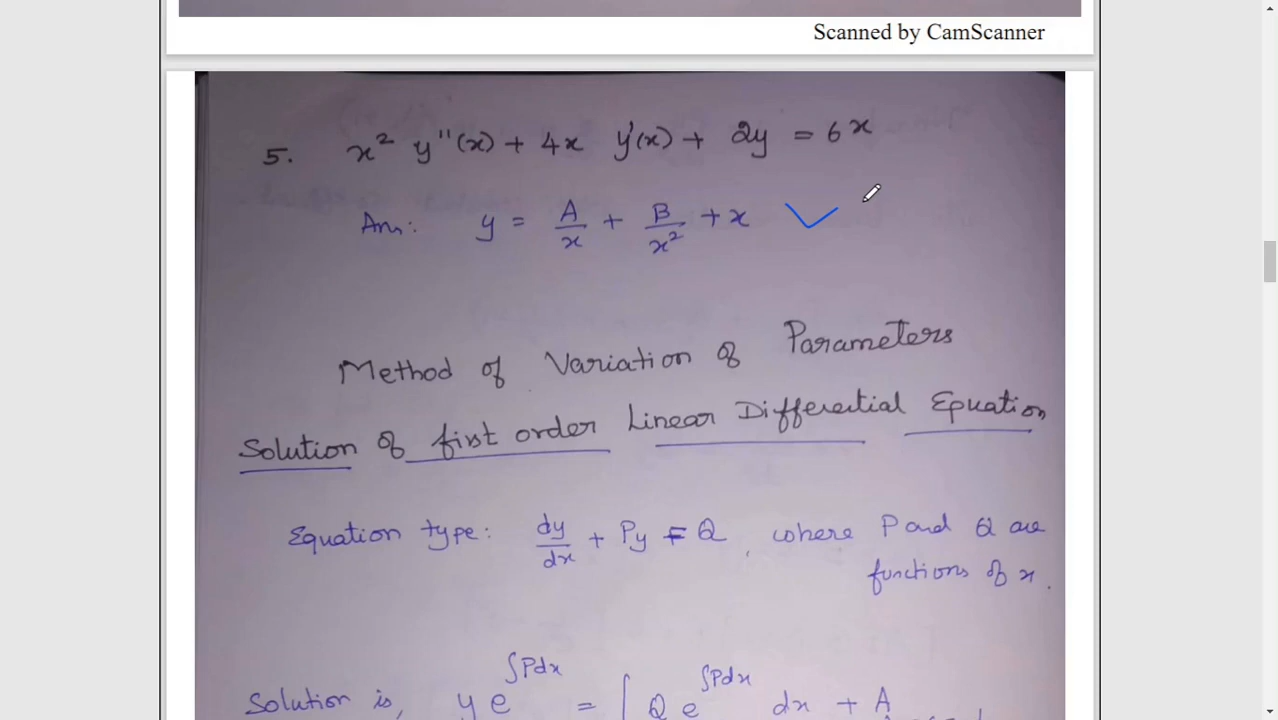 Scanned by CamScanner
5. x² y"(x) + 4x y'(x) + 2y = 6x
Ans: y = A/x + B/x² + x
Method of Variation of Parameters
Solution of first order Linear Differential Equation
Equation type: dy/dx + Py = Q, where P and Q are
functions of x.
Solution is, y e^∫Pdx = ∫ Q e^∫Pdx dx + A